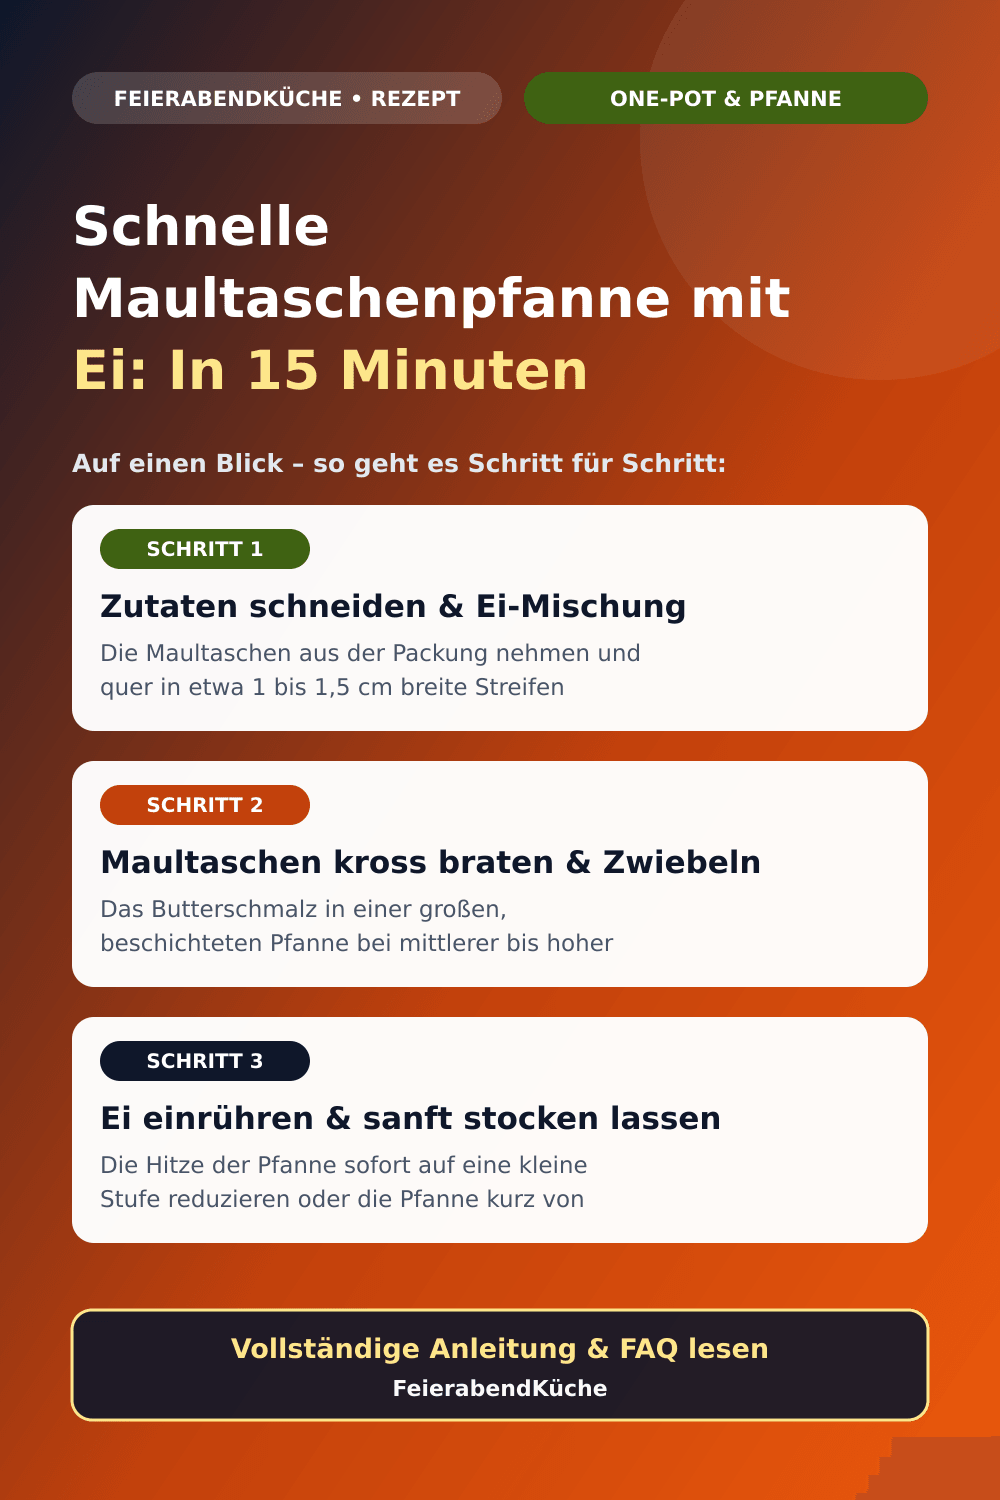 FEIERABENDKÜCHE • REZEPT
ONE-POT & PFANNE
Schnelle
Maultaschenpfanne mit
Ei: In 15 Minuten
Auf einen Blick – so geht es Schritt für Schritt:
SCHRITT 1
Zutaten schneiden & Ei-Mischung
Die Maultaschen aus der Packung nehmen und
quer in etwa 1 bis 1,5 cm breite Streifen
SCHRITT 2
Maultaschen kross braten & Zwiebeln
Das Butterschmalz in einer großen,
beschichteten Pfanne bei mittlerer bis hoher
SCHRITT 3
Ei einrühren & sanft stocken lassen
Die Hitze der Pfanne sofort auf eine kleine
Stufe reduzieren oder die Pfanne kurz von
Vollständige Anleitung & FAQ lesen
FeierabendKüche